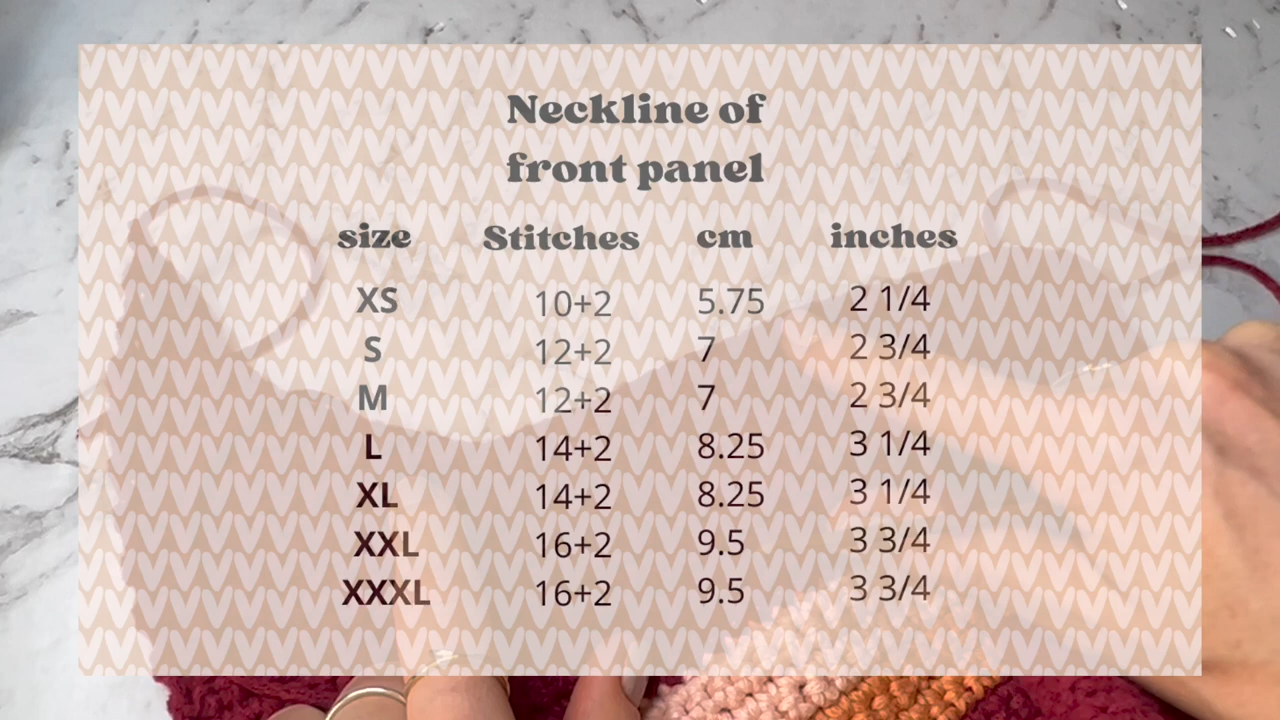 Neckline of
front panel
size Stitches cm inches
XS 10+2 5.75 2 1/4
S 12+2 7 2 3/4
M 12+2 7 2 3/4
L 14+2 8.25 3 1/4
XL 14+2 8.25 3 1/4
XXL 16+2 9.5 3 3/4
XXXL 16+2 9.5 3 3/4